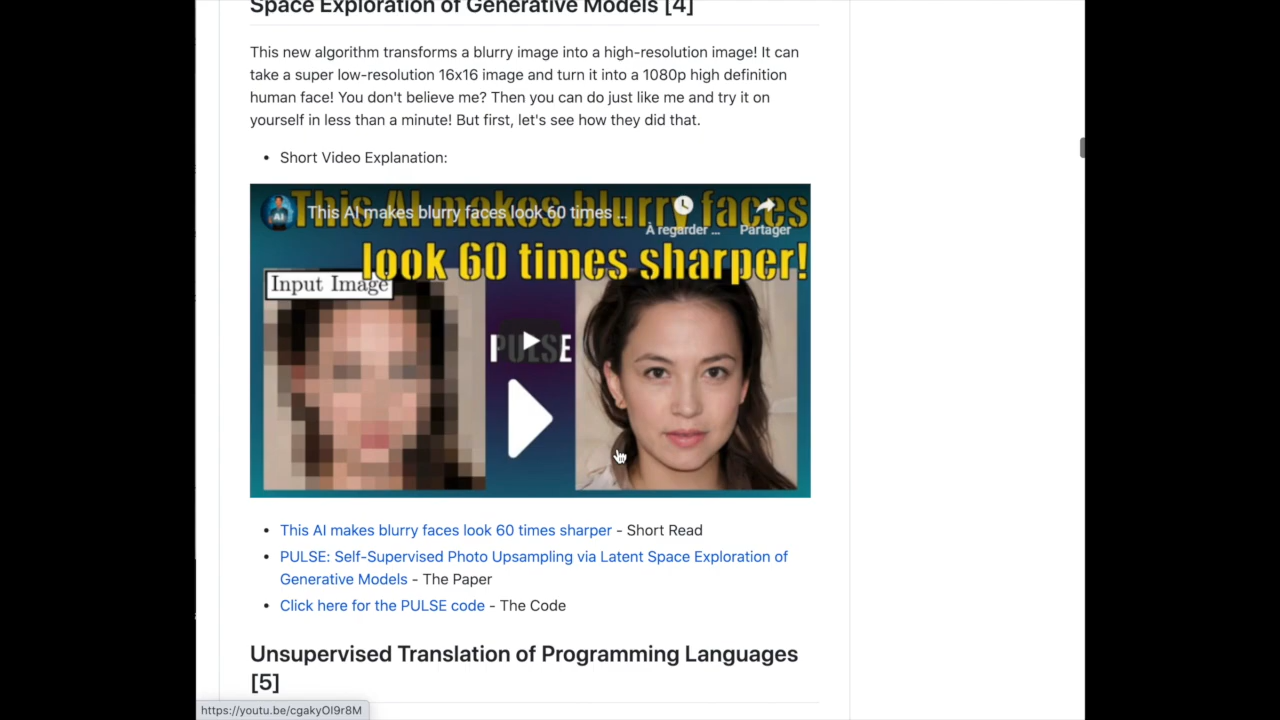 Space Exploration of Generative Models [4]
This new algorithm transforms a blurry image into a high-resolution image! It can
take a super low-resolution 16x16 image and turn it into a 1080p high definition
human face! You don't believe me? Then you can do just like me and try it on
yourself in less than a minute! But first, let's see how they did that.
• Short Video Explanation:
This AI makes blurry faces
look 60 times sharper!
AI
This AI makes blurry faces look 60 times ...
À regarder ...
Partager
Input Image
PULSE
• This AI makes blurry faces look 60 times sharper - Short Read
• PULSE: Self-Supervised Photo Upsampling via Latent Space Exploration of
Generative Models - The Paper
• Click here for the PULSE code - The Code
Unsupervised Translation of Programming Languages
[5]
https://youtu.be/cgakyOI9r8M